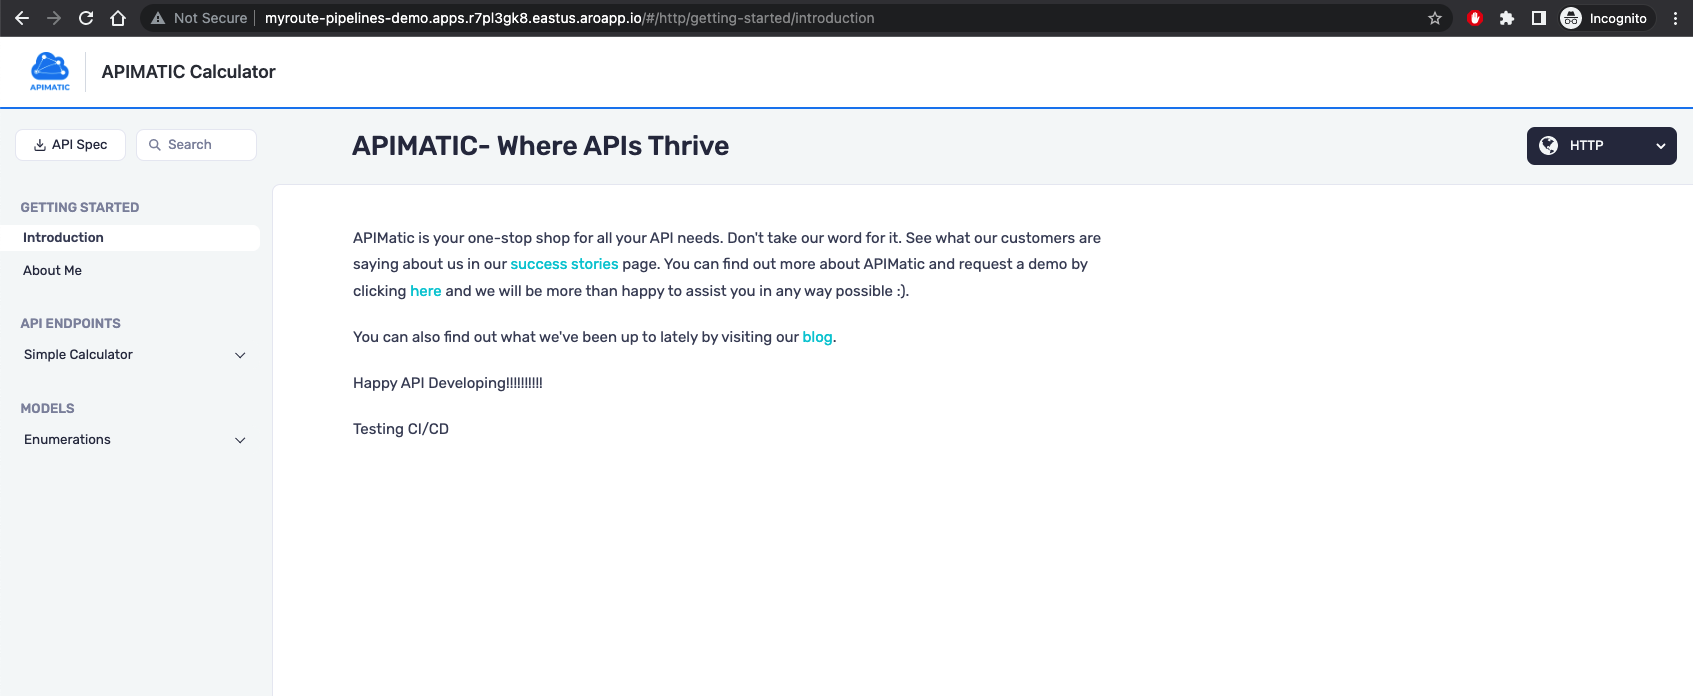 Not Secure
myroute-pipelines-demo.apps.r7pl3gk8.eastus.aroapp.io/#/http/getting-started/introduction
Incognito
APIMATIC
APIMATIC Calculator
API Spec
Search
APIMATIC- Where APIs Thrive
HTTP
GETTING STARTED
Introduction
About Me
API ENDPOINTS
Simple Calculator
MODELS
Enumerations
APIMatic is your one-stop shop for all your API needs. Don't take our word for it. See what our customers are
saying about us in our success stories page. You can find out more about APIMatic and request a demo by
clicking here and we will be more than happy to assist you in any way possible :).
You can also find out what we've been up to lately by visiting our blog.
Happy API Developing!!!!!!!!!!
Testing CI/CD